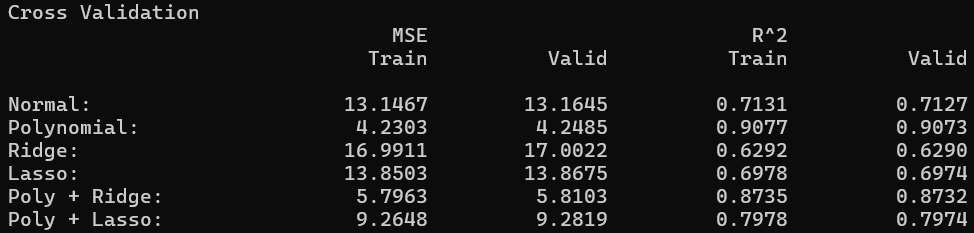 Cross Validation
MSE R^2
Train Valid Train Valid
Normal: 13.1467 13.1645 0.7131 0.7127
Polynomial: 4.2303 4.2485 0.9077 0.9073
Ridge: 16.9911 17.0022 0.6292 0.6290
Lasso: 13.8503 13.8675 0.6978 0.6974
Poly + Ridge: 5.7963 5.8103 0.8735 0.8732
Poly + Lasso: 9.2648 9.2819 0.7978 0.7974